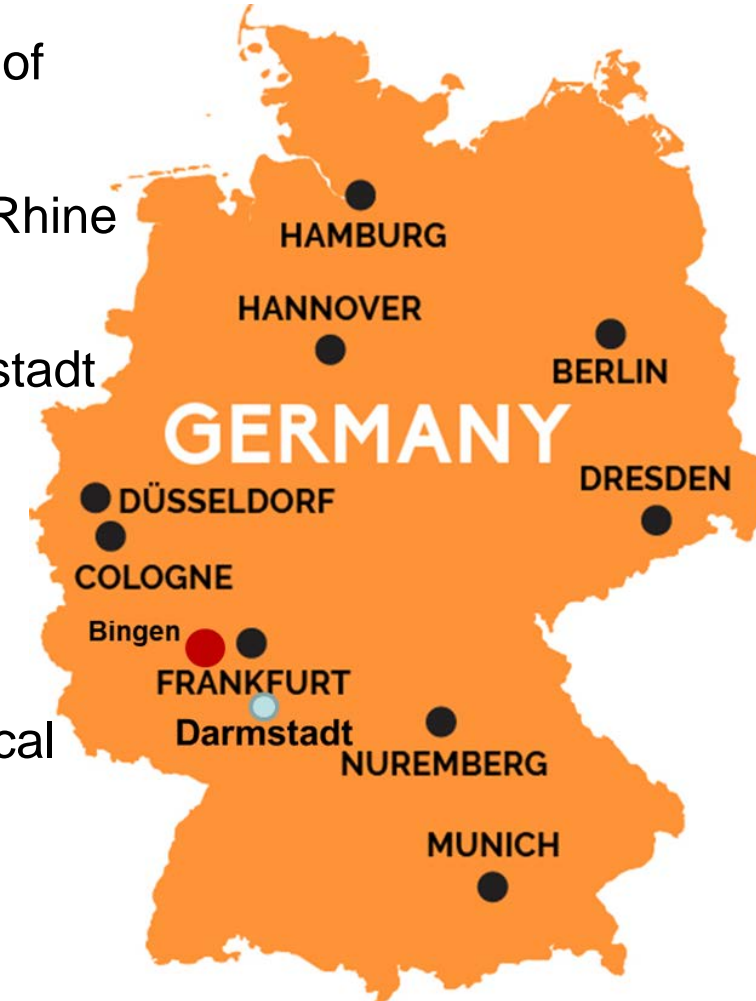 of
Rhine
HAMBURG
HANNOVER
stadt
BERLIN
GERMANY
DRESDEN
DÜSSELDORF
COLOGNE
Bingen
FRANKFURT
Darmstadt
cal
NUREMBERG
MUNICH